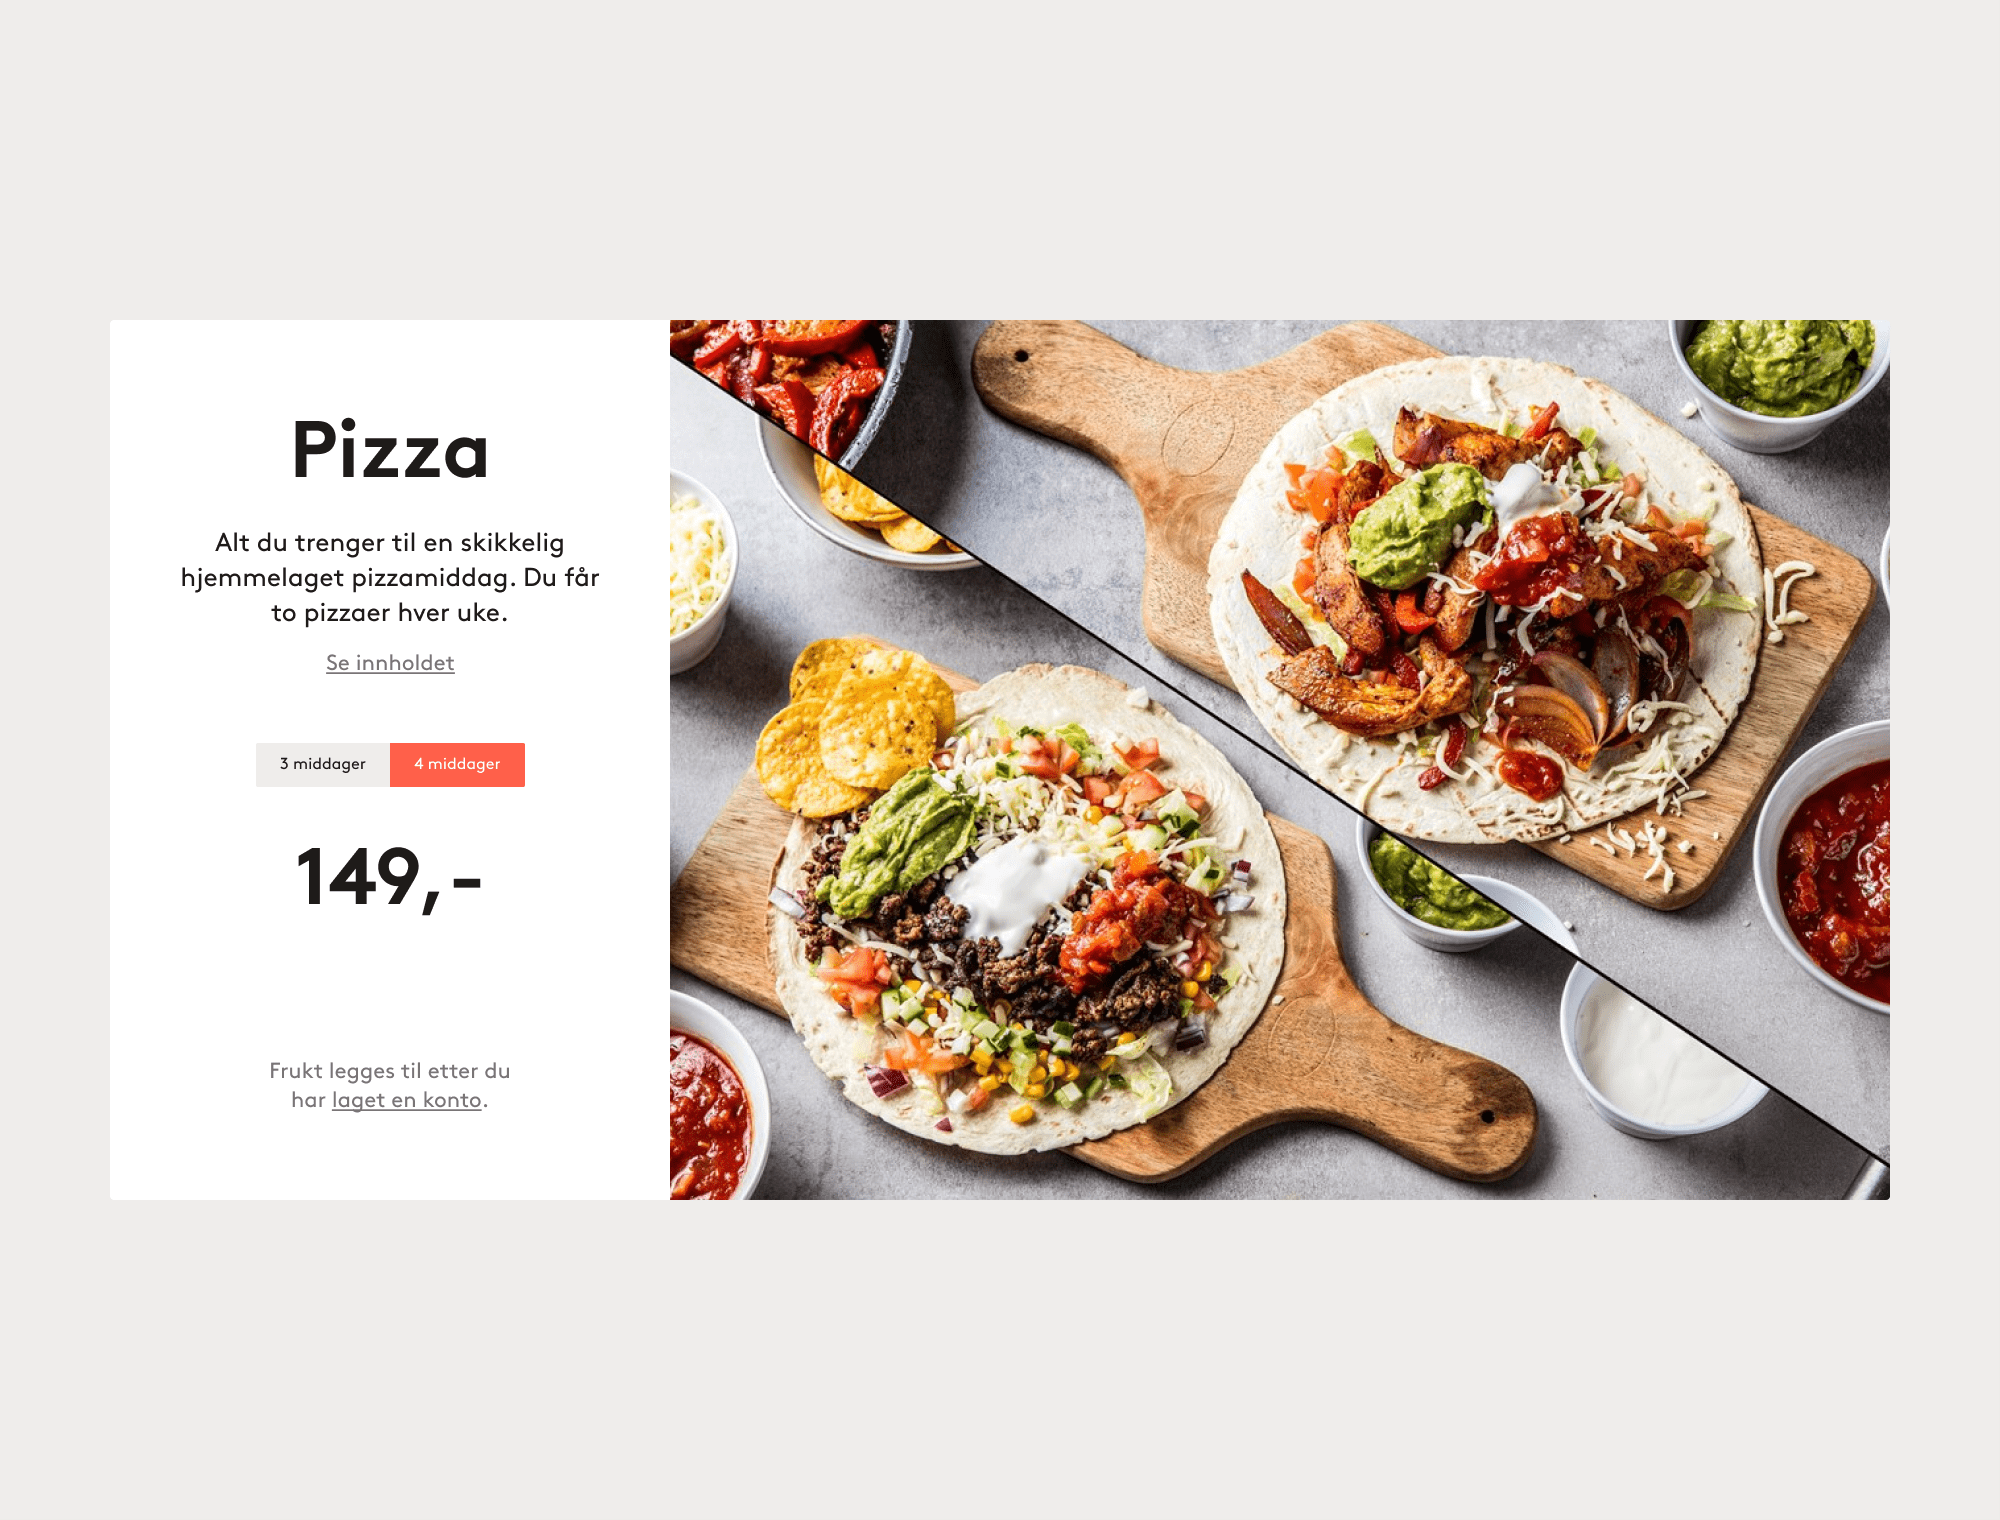 Pizza
Alt du trenger til en skikkelig
hjemmelaget pizzamiddag. Du får
to pizzaer hver uke.
Se innholdet
3 middager
4 middager
149,-
Frukt legges til etter du
har laget en konto.